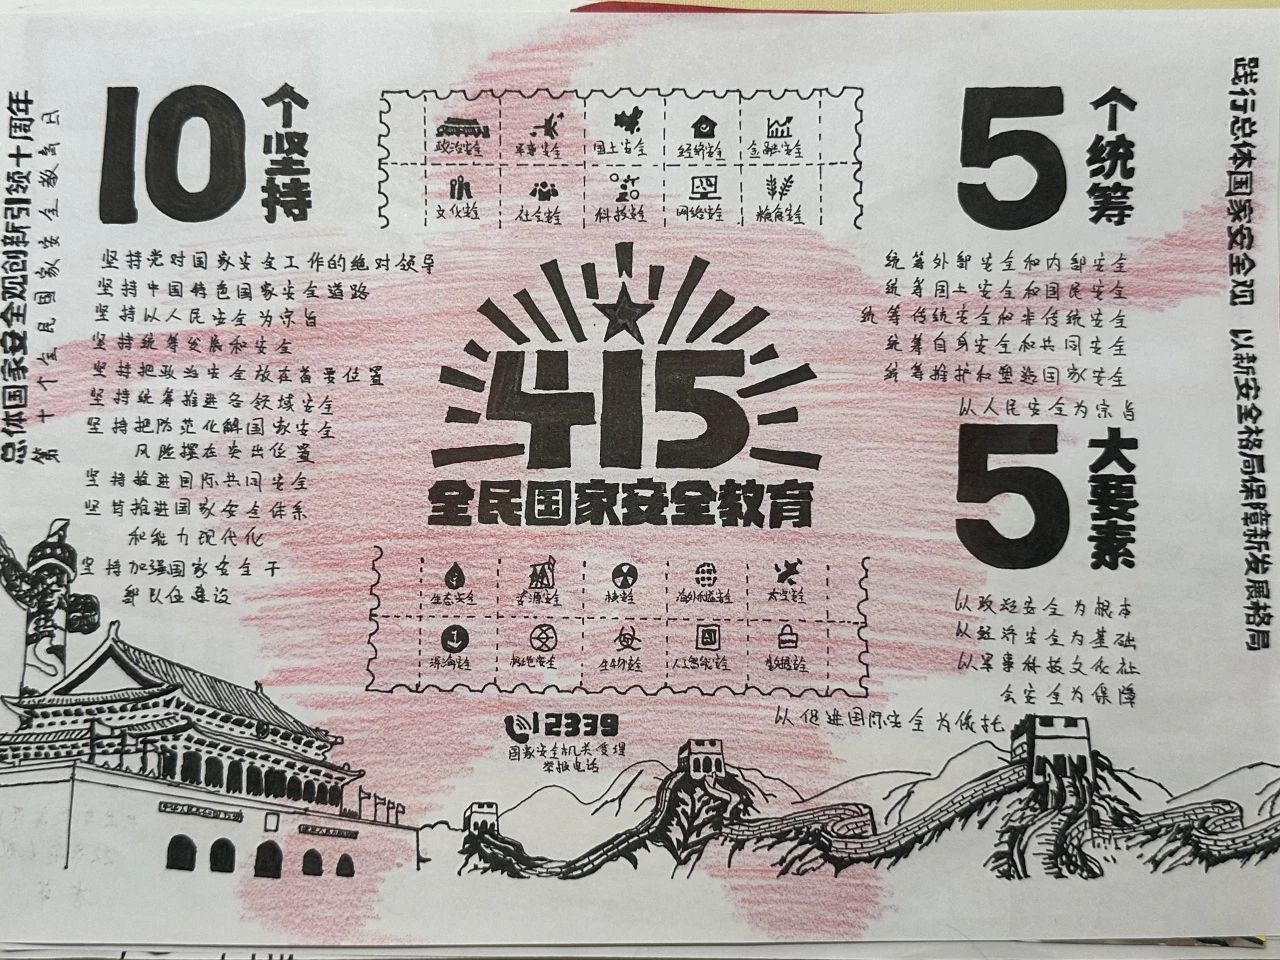 总体国家安全观创新引领十周年
第十个全民国家安全教育日
10个坚持
坚持党对国家安全工作的绝对领导
坚持中国特色国家安全道路
坚持以人民安全为宗旨
坚持统筹发展和安全
坚持把政治安全放在首要位置
坚持统筹推进各领域安全
坚持把防范化解国家安全
风险摆在突出位置
坚持推进国际共同安全
坚持推进国家安全体系
和能力现代化
坚持加强国家安全干
部队伍建设
政治安全 军事安全 国土安全 经济安全 金融安全
文化安全 社会安全 科技安全 网络安全 粮食安全
415
全民国家安全教育
生态安全 资源安全 核安全 海外利益安全 太空安全
深海安全 极地安全 生物安全 人工智能安全 数据安全
12339
国家安全机关受理
举报电话
5个统筹
统筹外部安全和内部安全
统筹国土安全和国民安全
统筹传统安全和非传统安全
统筹自身安全和共同安全
统筹维护和塑造国家安全
以人民安全为宗旨
5大要素
以政治安全为根本
以经济安全为基础
以军事科技文化社
会安全为保障
以促进国际安全为依托
践行总体国家安全观 以新安全格局保障新发展格局